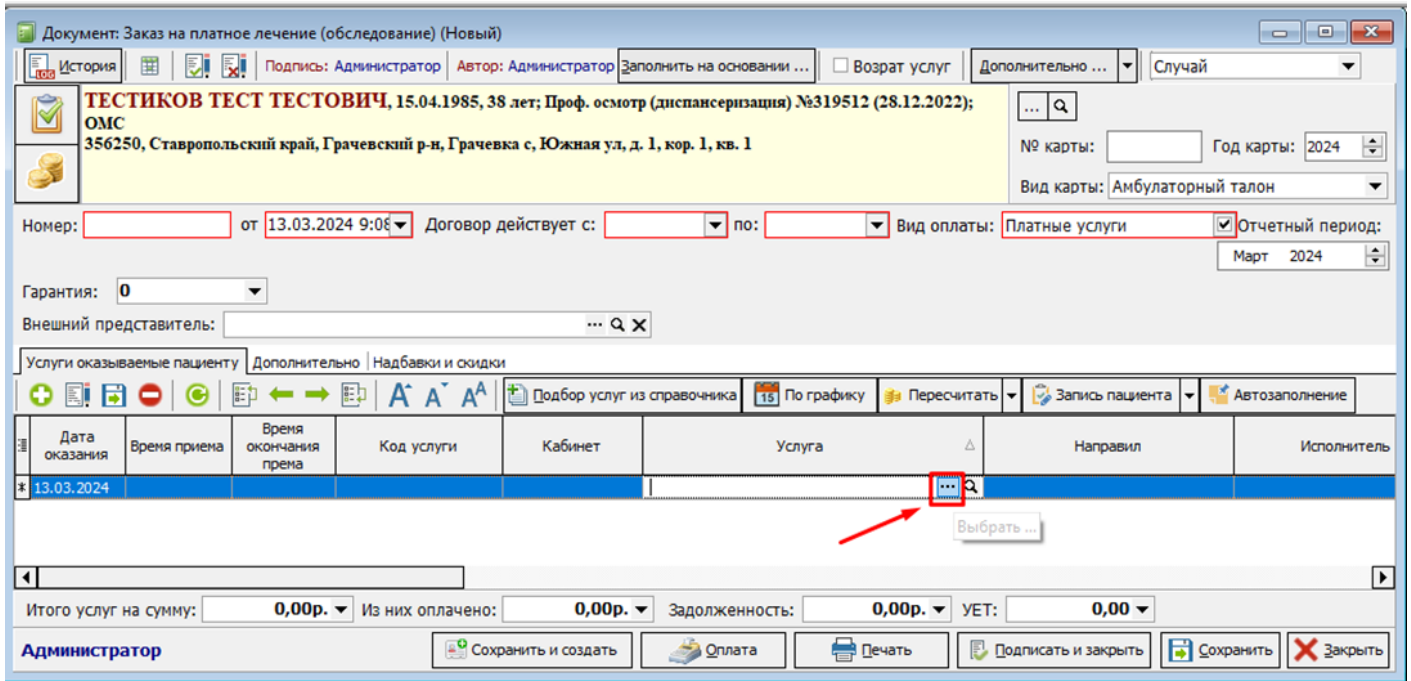 Документ: Заказ на платное лечение (обследование) (Новый)
LOG История Подпись: Администратор Автор: Администратор Заполнить на основании ... Возрат услуг Дополнительно ... Случай
ТЕСТИКОВ ТЕСТ ТЕСТОВИЧ, 15.04.1985, 38 лет; Проф. осмотр (диспансеризация) №319512 (28.12.2022);
ОМС
356250, Ставропольский край, Грачевский р-н, Грачевка с, Южная ул, д. 1, кор. 1, кв. 1
...
№ карты: Год карты: 2024
Вид карты: Амбулаторный талон
Номер: от 13.03.2024 9:08 Договор действует с: по: Вид оплаты: Платные услуги Отчетный период:
Март 2024
Гарантия: 0
Внешний представитель: ...
Услуги оказываемые пациенту Дополнительно Надбавки и скидки
A A AA Подбор услуг из справочника 15 По графику Пересчитать Запись пациента Автозаполнение
Дата оказания Время приема Время окончания према Код услуги Кабинет Услуга Направил Исполнитель
* 13.03.2024 ...
Выбрать ...
Итого услуг на сумму: 0,00р. Из них оплачено: 0,00р. Задолженность: 0,00р. УЕТ: 0,00
Администратор Сохранить и создать Оплата Печать Подписать и закрыть Сохранить Закрыть